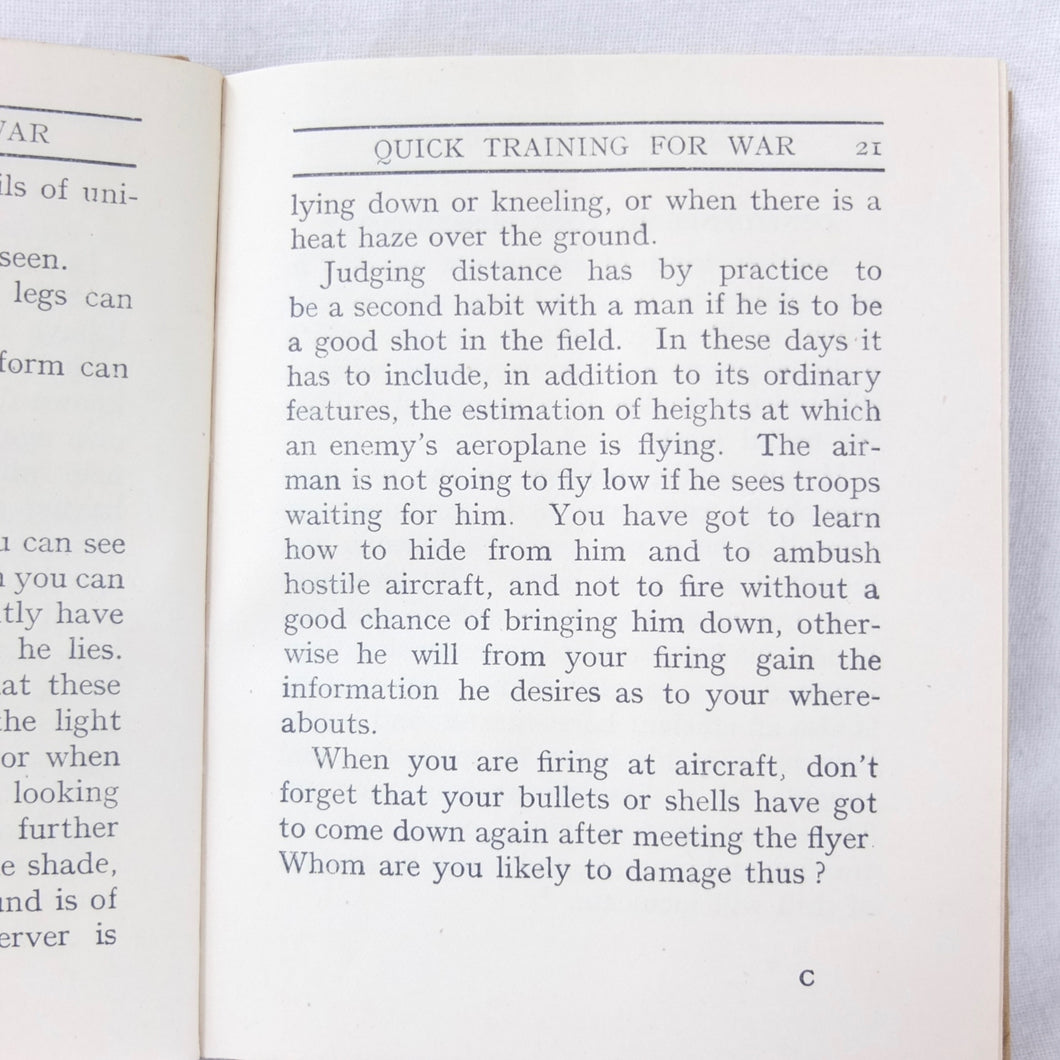 WAR
uni-
ils of
seen.
legs can
form can
can see
you can
have
he lies.
at these
the light
or when
looking
further
shade,
is of
is
QUICK TRAINING FOR WAR 21
lying down or kneeling, or when there is a
heat haze over the ground.
Judging distance has by practice to
be a second habit with a man if he is to be
a good shot in the field. In these days it
has to include, in addition to its ordinary
features, the estimation of heights at which
an enemy's aeroplane is flying. The air-
man is not going to fly low if he sees troops
waiting for him. You have got to learn
how to hide from him and to ambush
hostile aircraft, and not to fire without a
good chance of bringing him down, other-
wise he will from your firing gain the
information he desires as to your where-
abouts.
When you are firing at aircraft, don't
forget that your bullets or shells have got
to come down again after meeting the flyer.
Whom are you likely to damage thus ?
C